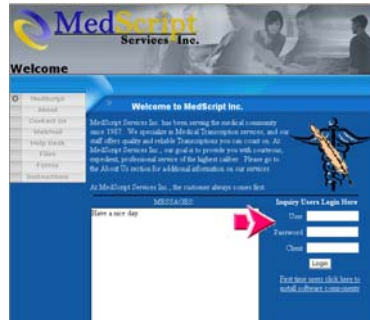 MedScript
Services Inc.
Welcome
MedScript
About
Contact Us
WebMail
Help Desk
Files
Forms
Instructions
Welcome to MedScript Inc.
MedScript Services Inc. has been serving the medical community
since 1987. We specialize in Medical Transcription services, and our
staff offers quality and reliable Transcriptions you can count on. At
MedScript Services Inc., our goal is to provide you with courteous,
expedient, professional service of the highest caliber. Please go to
the About Us section for additional information on our services.
At MedScript Services Inc., the customer always comes first.
MESSAGES
Have a nice day
Inquiry Users Login Here
User
Password
Client
Login
First time users click here to
install software components